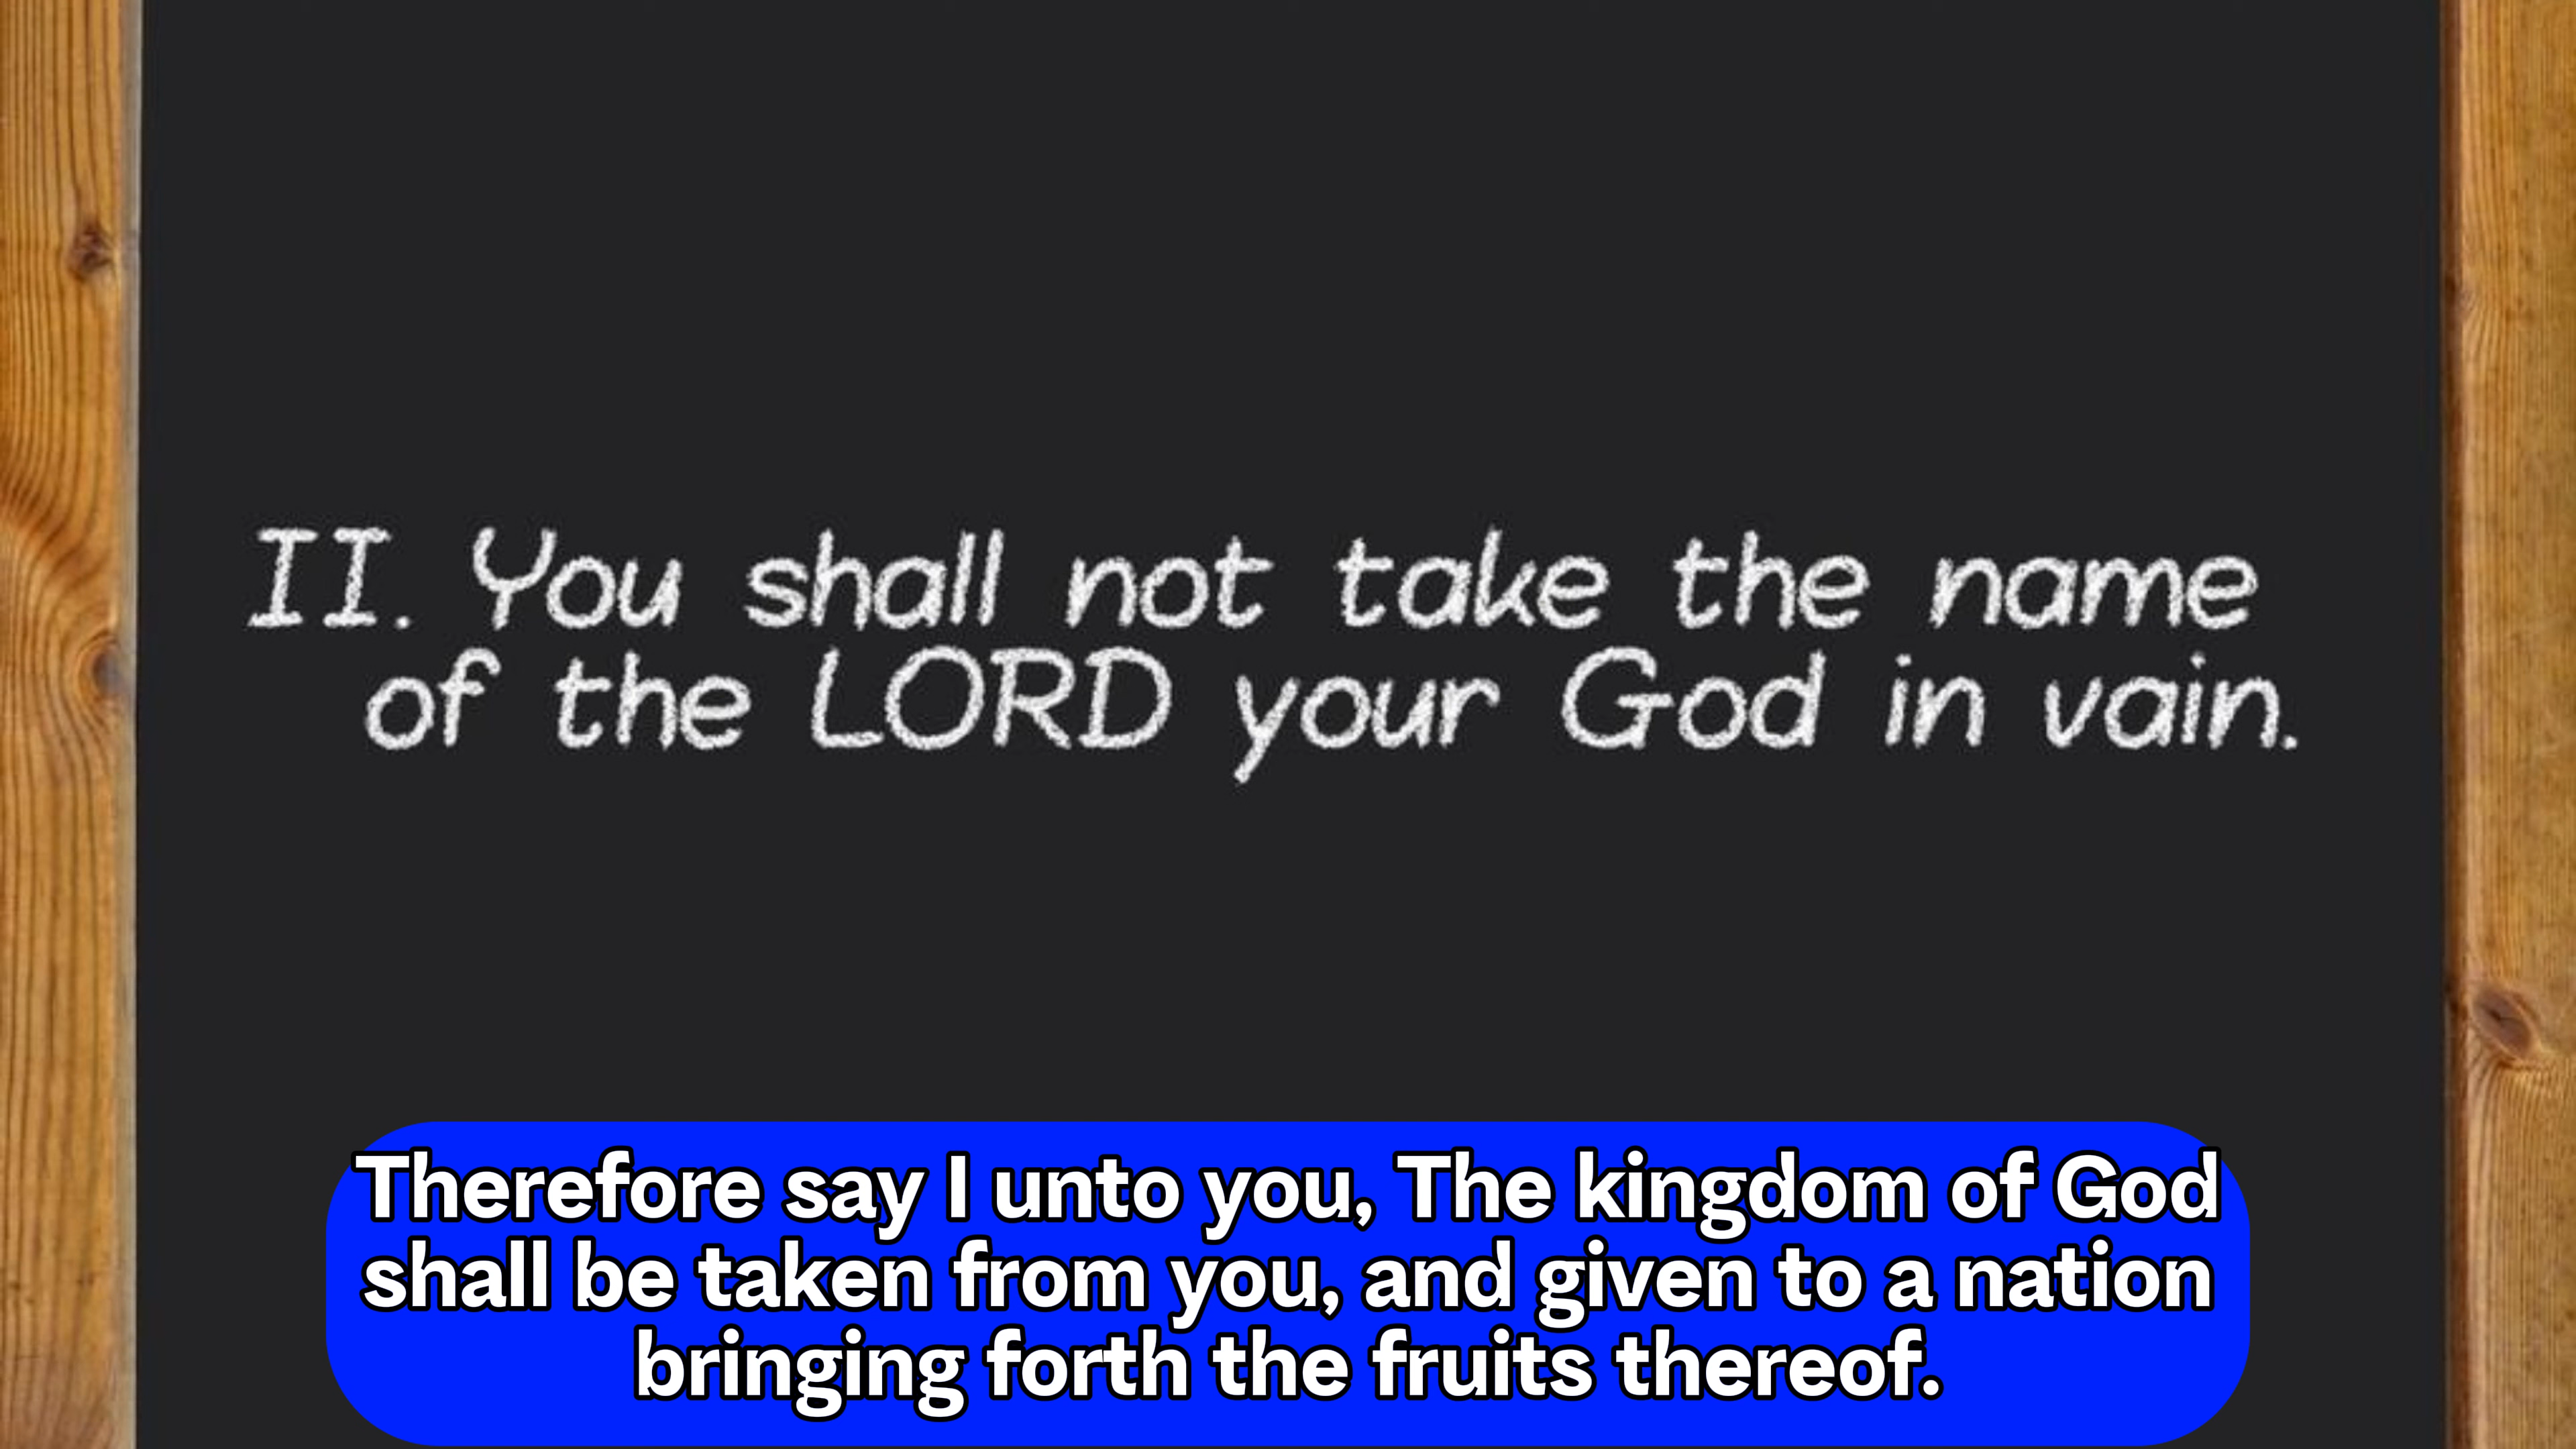 II. You shall not take the name
of the LORD your God in vain.
Therefore say I unto you, The kingdom of God
shall be taken from you, and given to a nation
bringing forth the fruits thereof.